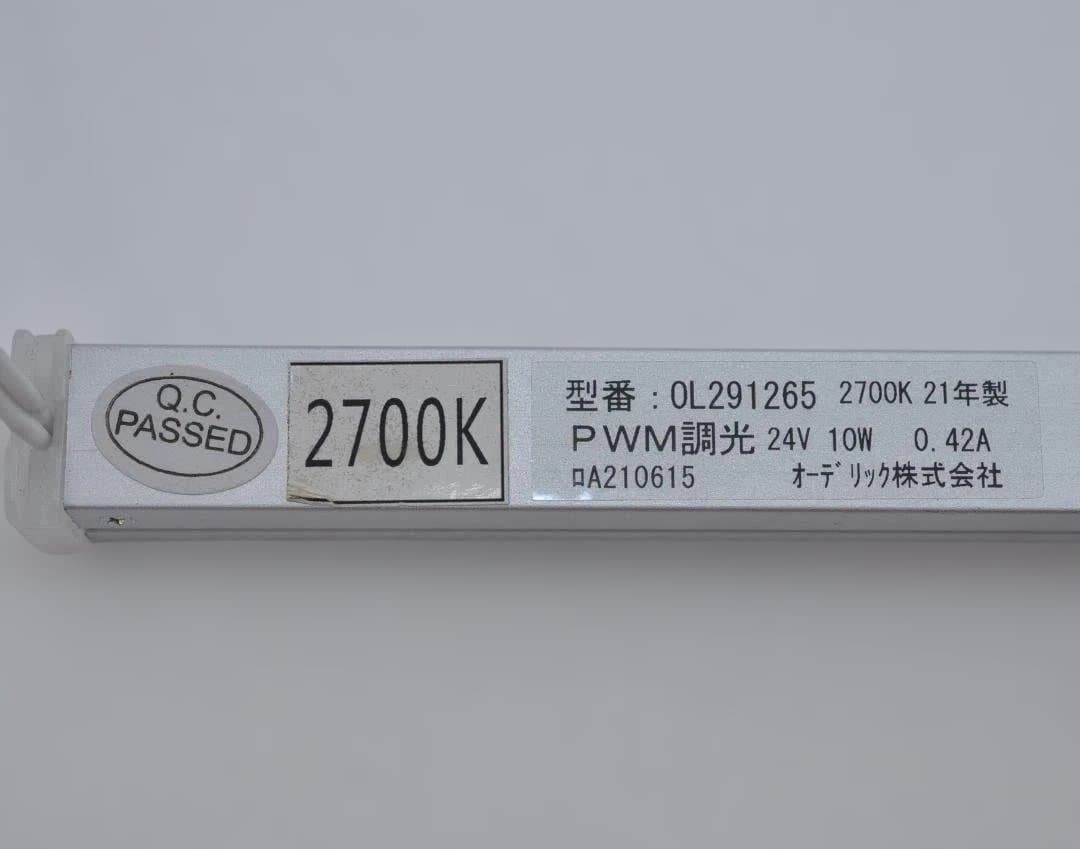 Q.C.
PASSED
2700K
型番：OL291265 2700K 21年製
PWM調光 24V 10W 0.42A
ﾛA210615 ｵｰﾃﾞﾘｯｸ株式会社